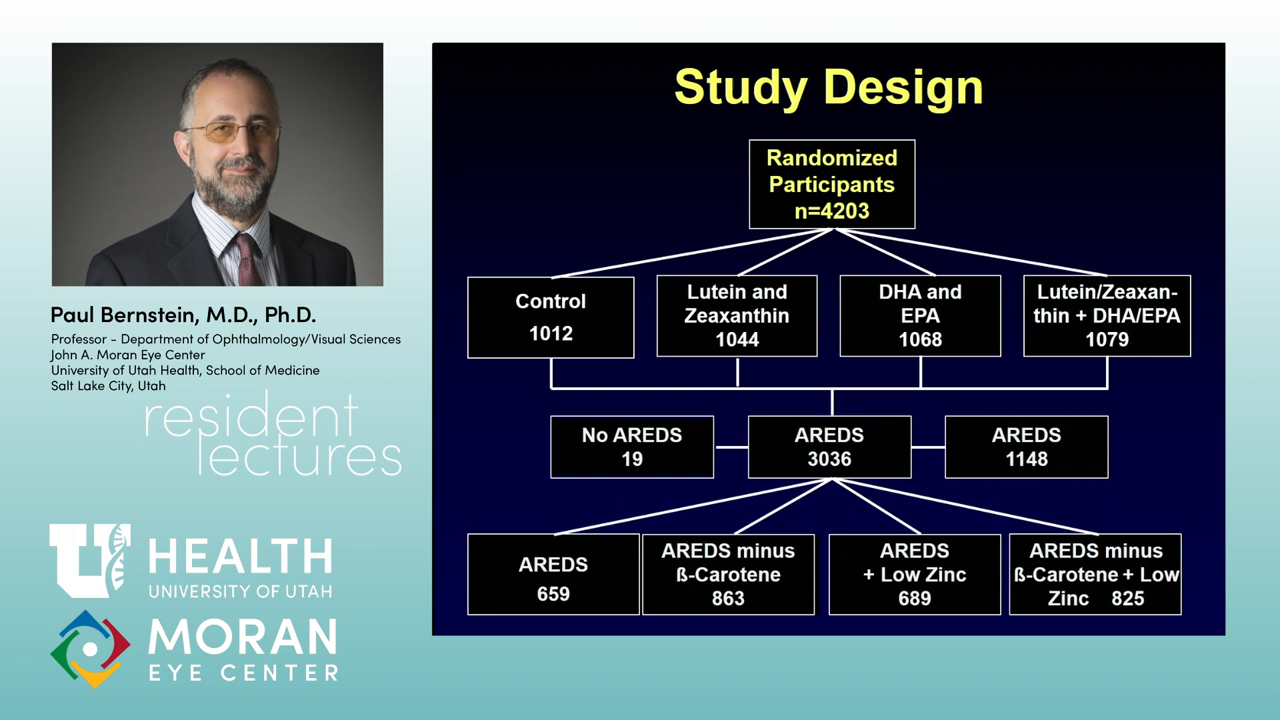 Study Design
Randomized
Participants
n=4203
Control
1012
Lutein and
Zeaxanthin
1044
DHA and
EPA
1068
Lutein/Zeaxan-
thin + DHA/EPA
1079
No AREDS
19
AREDS
3036
AREDS
1148
AREDS
659
AREDS minus
ß-Carotene
863
AREDS
+ Low Zinc
689
AREDS minus
ß-Carotene + Low
Zinc 825
Paul Bernstein, M.D., Ph.D.
Professor - Department of Ophthalmology/Visual Sciences
John A. Moran Eye Center
University of Utah Health, School of Medicine
Salt Lake City, Utah
resident
lectures
U HEALTH
UNIVERSITY OF UTAH
MORAN
EYE CENTER